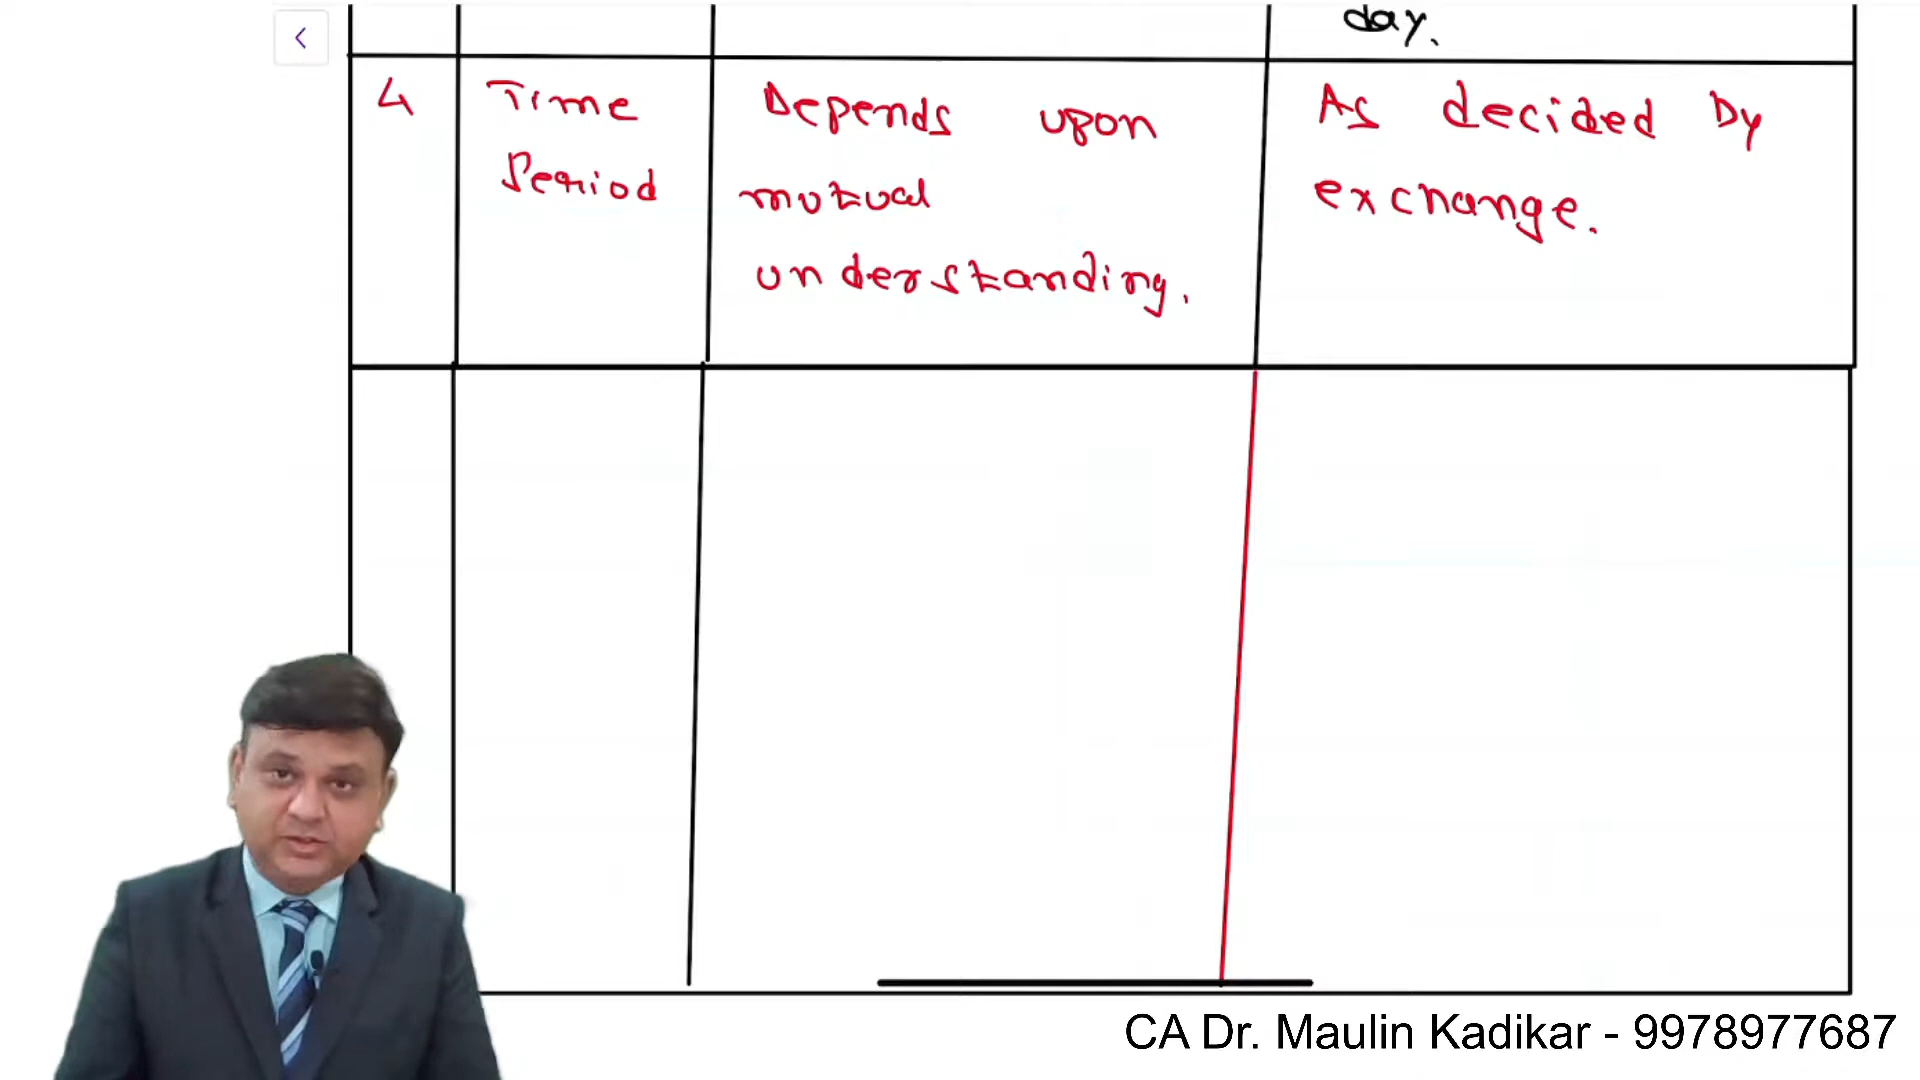 day.
4 Time Depends upon As decided By
Period mutual exchange.
understanding.
CA Dr. Maulin Kadikar - 9978977687